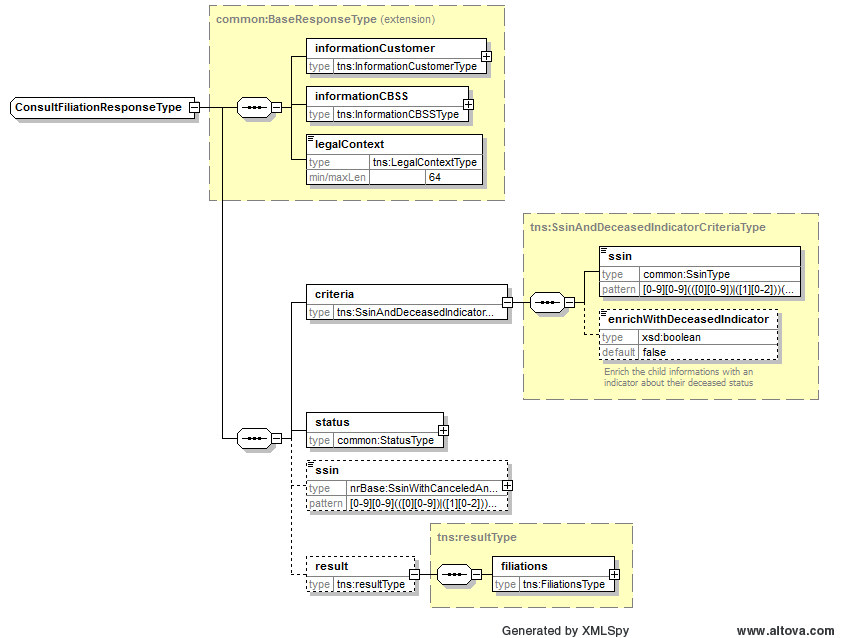 common:BaseResponseType (extension)
informationCustomer
type tns:InformationCustomerType
ConsultFiliationResponseType
informationCBSS
type tns:InformationCBSSType
legalContext
type tns:LegalContextType
min/maxLen 64
tns:SsinAndDeceasedIndicatorCriteriaType
ssin
type common:SsinType
pattern [0-9][0-9](([0][0-9])|([1][0-2]))(...
criteria
type tns:SsinAndDeceasedIndicator...
enrichWithDeceasedIndicator
type xsd:boolean
default false
Enrich the child informations with an
indicator about their deceased status
status
type common:StatusType
ssin
type nrBase:SsinWithCanceledAn...
pattern [0-9][0-9](([0][0-9])|([1][0-2]))...
tns:resultType
result
type tns:resultType
filiations
type tns:FiliationsType
Generated by XMLSpy
www.altova.com